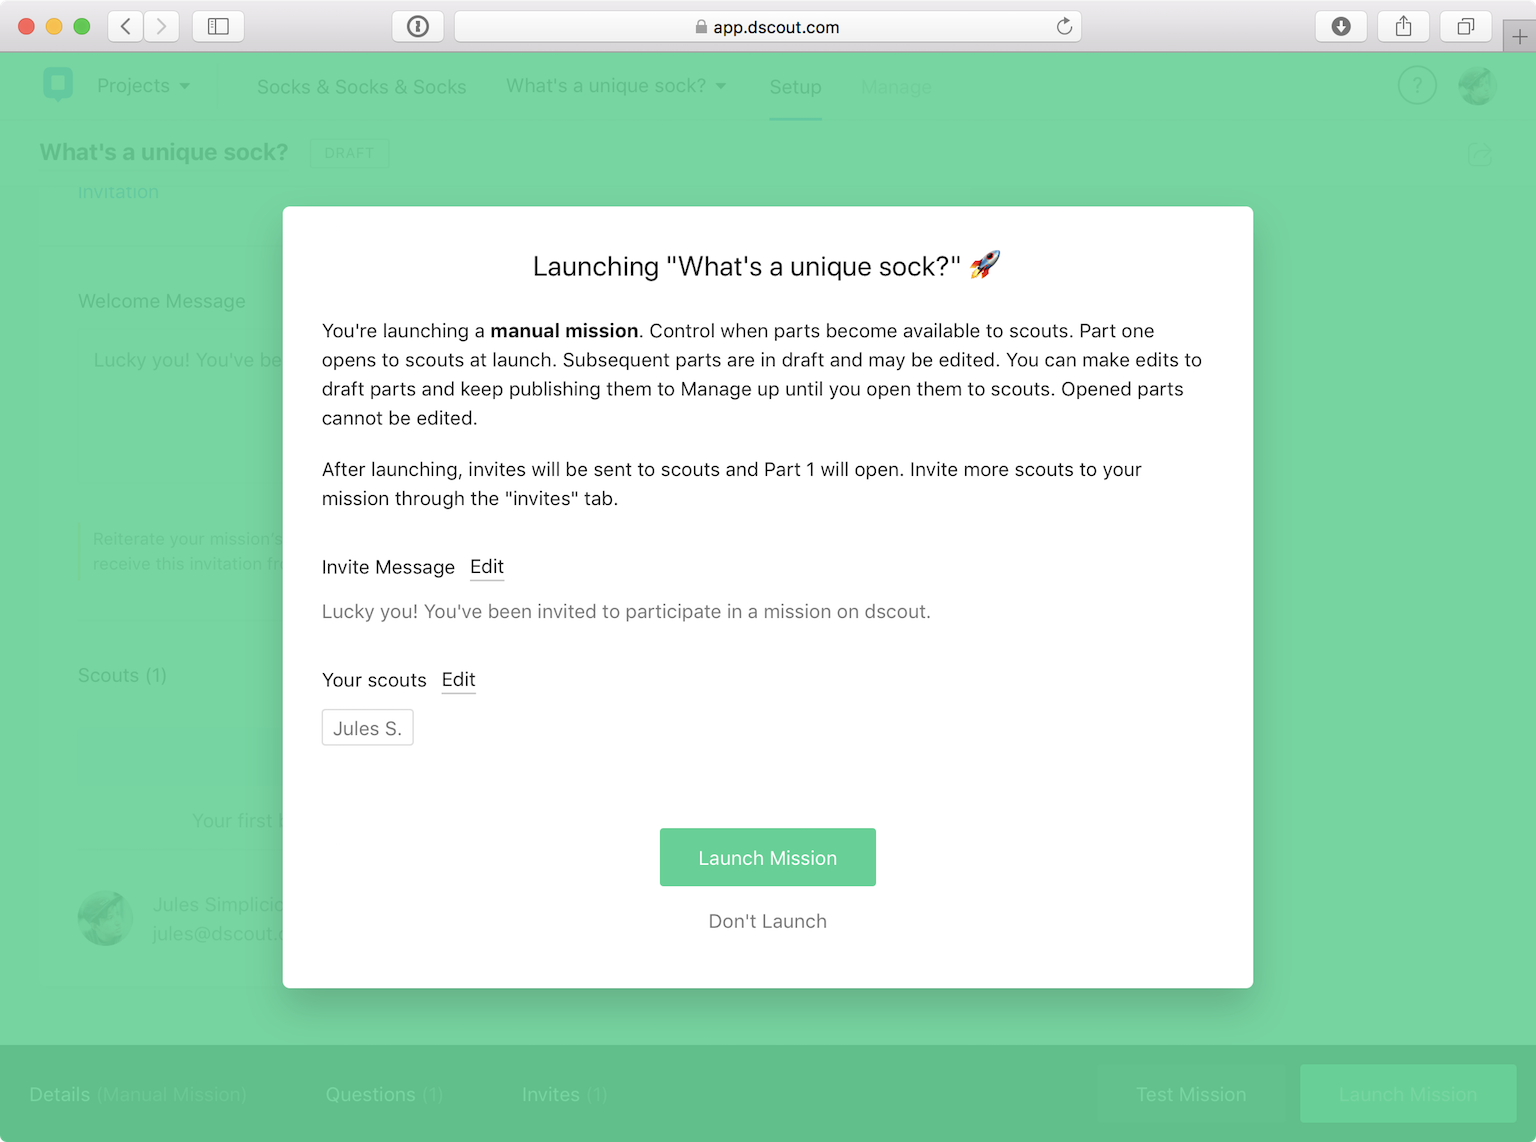 app.dscout.com
Projects
Socks & Socks & Socks
What's a unique sock?
Setup
Manage
?
What's a unique sock?
DRAFT
Invitation
Launching "What's a unique sock?" 🚀
Welcome Message
You're launching a manual mission. Control when parts become available to scouts. Part one
opens to scouts at launch. Subsequent parts are in draft and may be edited. You can make edits to
Lucky you! You've be
draft parts and keep publishing them to Manage up until you open them to scouts. Opened parts
cannot be edited.
After launching, invites will be sent to scouts and Part 1 will open. Invite more scouts to your
mission through the "invites" tab.
Reiterate your mission's
receive this invitation fr
Invite Message Edit
Lucky you! You've been invited to participate in a mission on dscout.
Scouts (1)
Your scouts Edit
Jules S.
Your first
Launch Mission
Jules Simplicio
jules@dscout.
Don't Launch
Details (Manual Mission)
Questions (1)
Invites (1)
Test Mission
Launch Mission